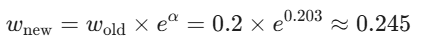 w_new = w_old × e^α = 0.2 × e^0.203 ≈ 0.245